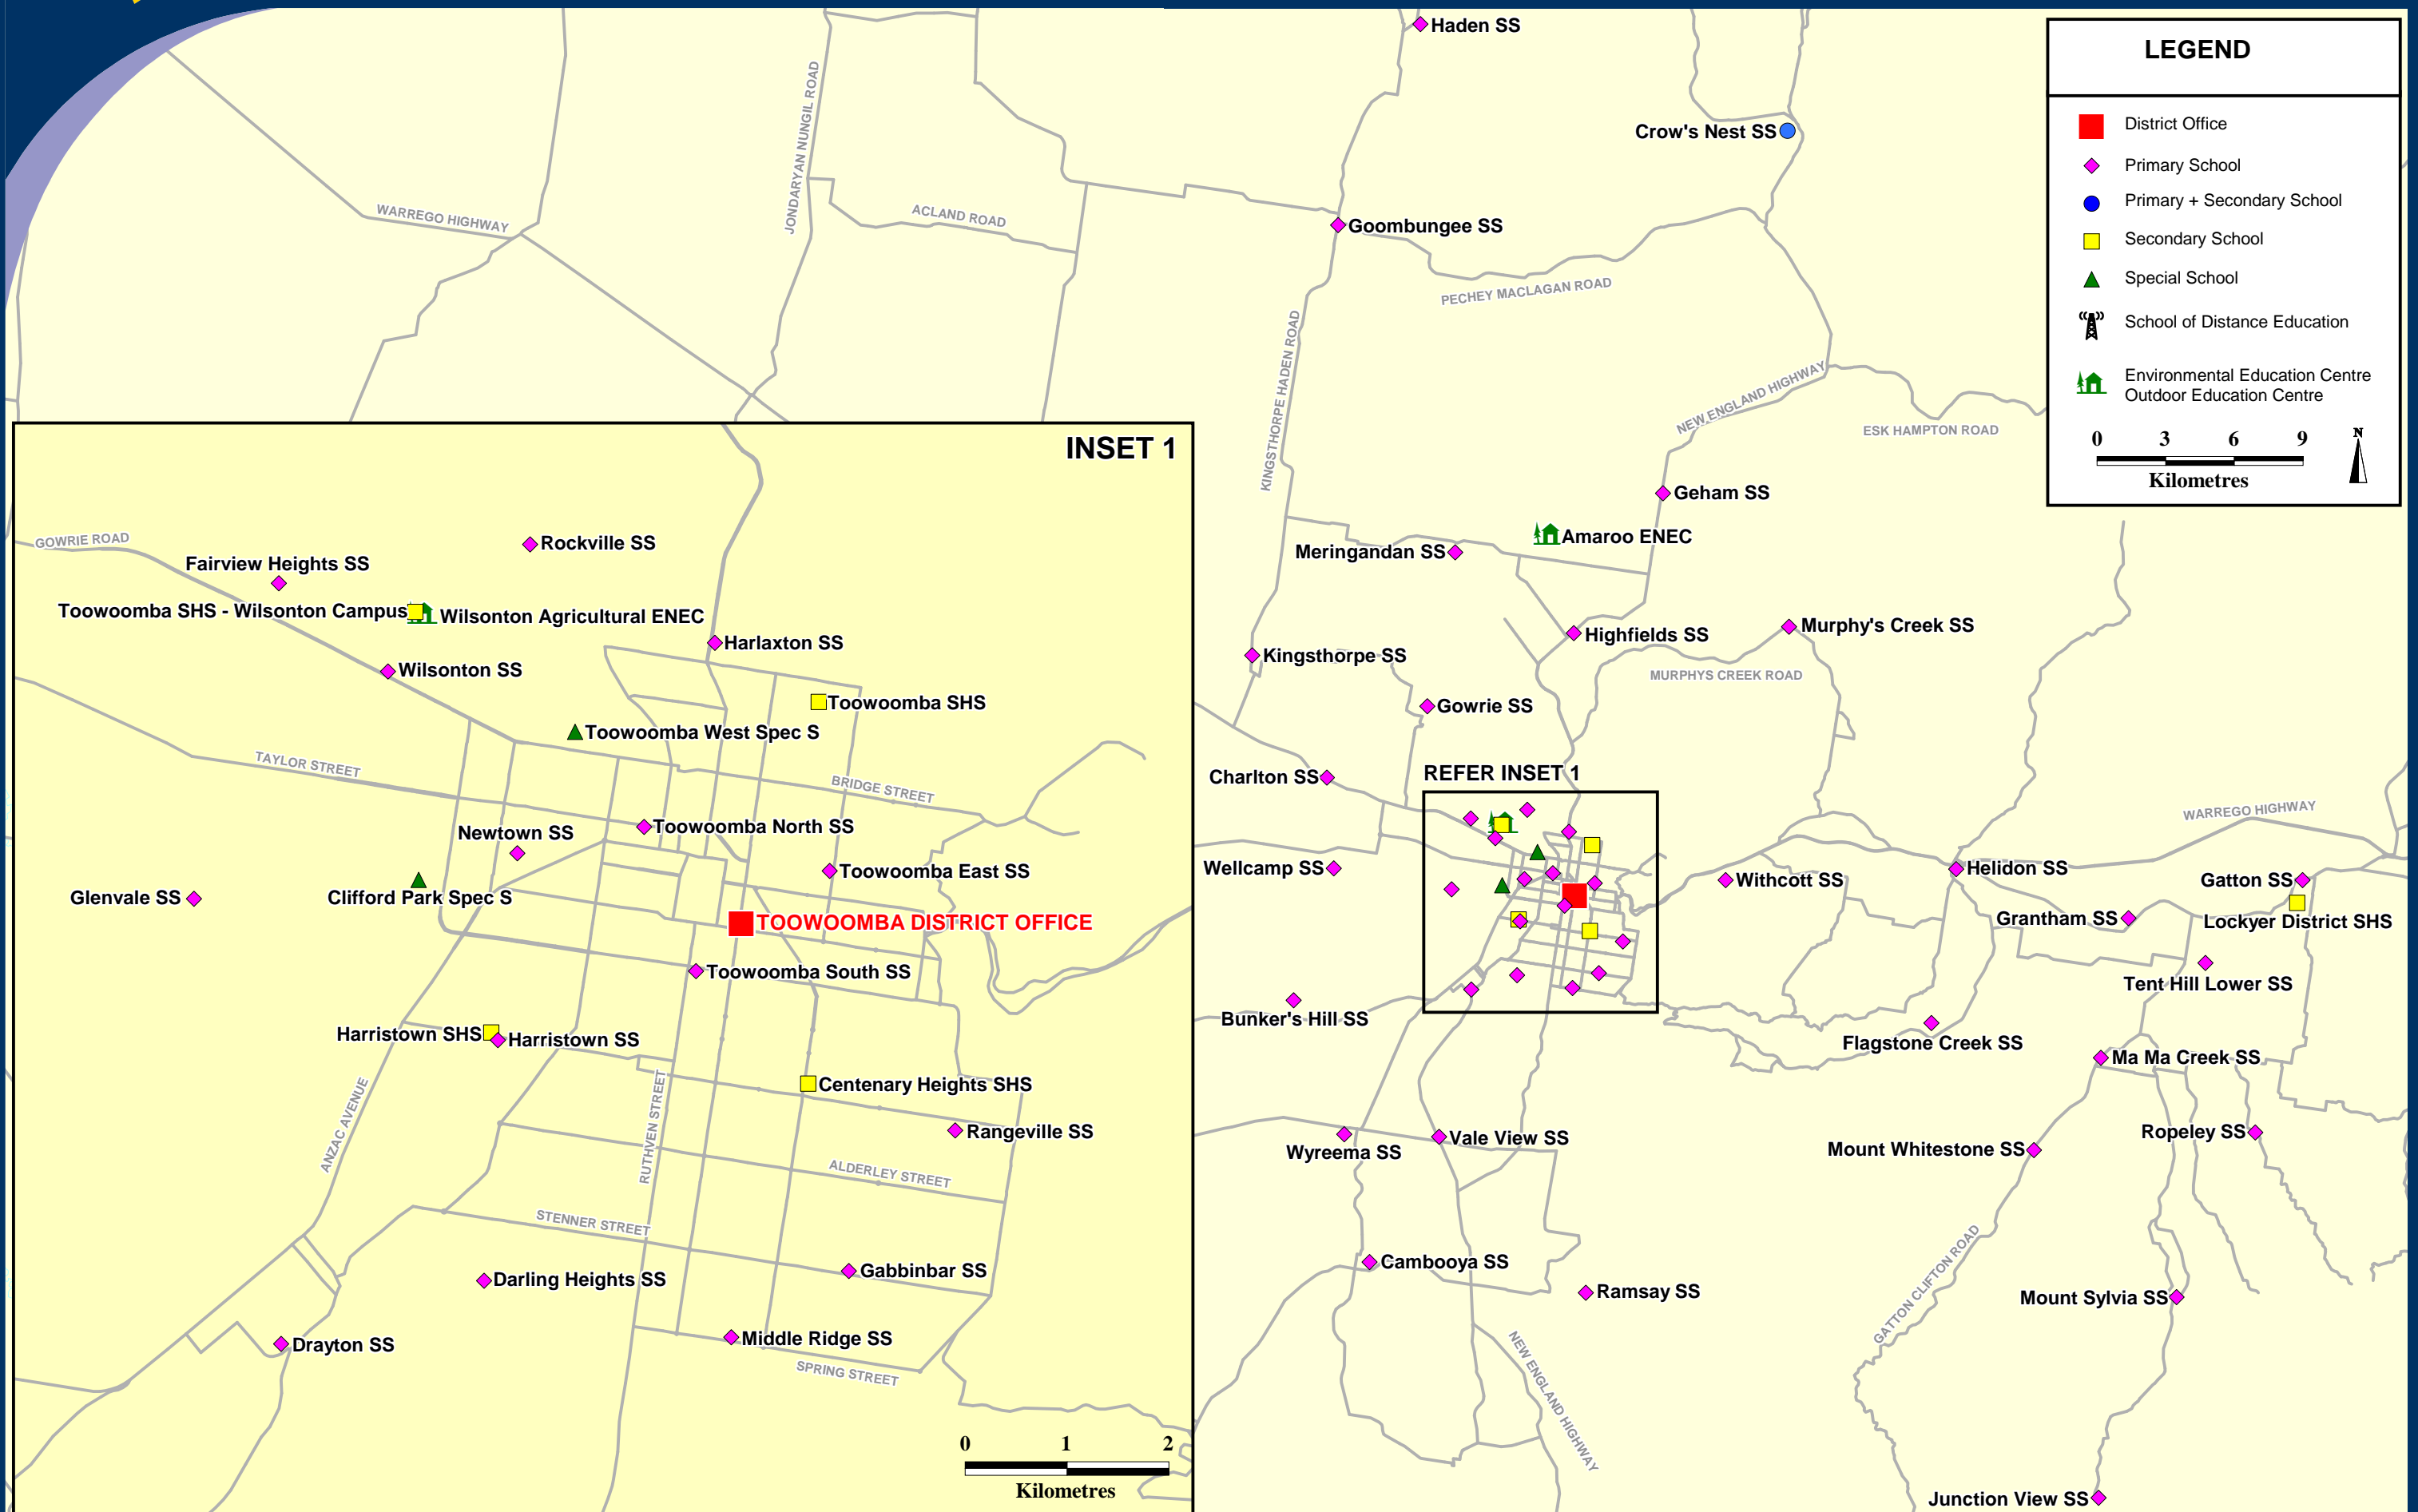 Haden SS
Crow's Nest SS
JONDARYAN NUNGIL ROAD
WARREGO HIGHWAY
ACLAND ROAD
Goombungee SS
PECHEY MACLAGAN ROAD
KINGSTHORPE HADEN ROAD
NEW ENGLAND HIGHWAY
ESK HAMPTON ROAD
LEGEND
District Office
Primary School
Primary + Secondary School
Secondary School
Special School
School of Distance Education
Environmental Education Centre
Outdoor Education Centre
0 3 6 9
Kilometres
N
INSET 1
GOWRIE ROAD
Rockville SS
Fairview Heights SS
Toowoomba SHS - Wilsonton Campus
Wilsonton Agricultural ENEC
Harlaxton SS
Wilsonton SS
Toowoomba SHS
Toowoomba West Spec S
TAYLOR STREET
BRIDGE STREET
Newtown SS
Toowoomba North SS
Toowoomba East SS
Glenvale SS
Clifford Park Spec S
TOOWOOMBA DISTRICT OFFICE
Toowoomba South SS
Harristown SHS
Harristown SS
Centenary Heights SHS
ANZAC AVENUE
RUTHVEN STREET
Rangeville SS
ALDERLEY STREET
STENNER STREET
Darling Heights SS
Gabbinbar SS
Drayton SS
Middle Ridge SS
SPRING STREET
0 1 2
Kilometres
Geham SS
Amaroo ENEC
Meringandan SS
Highfields SS
Murphy's Creek SS
Kingsthorpe SS
MURPHYS CREEK ROAD
Gowrie SS
Charlton SS
REFER INSET 1
WARREGO HIGHWAY
Wellcamp SS
Withcott SS
Helidon SS
Gatton SS
Grantham SS
Lockyer District SHS
Tent Hill Lower SS
Bunker's Hill SS
Flagstone Creek SS
Ma Ma Creek SS
Wyreema SS
Vale View SS
Mount Whitestone SS
Ropeley SS
Cambooya SS
Ramsay SS
GATTON CLIFTON ROAD
Mount Sylvia SS
NEW ENGLAND HIGHWAY
Junction View SS